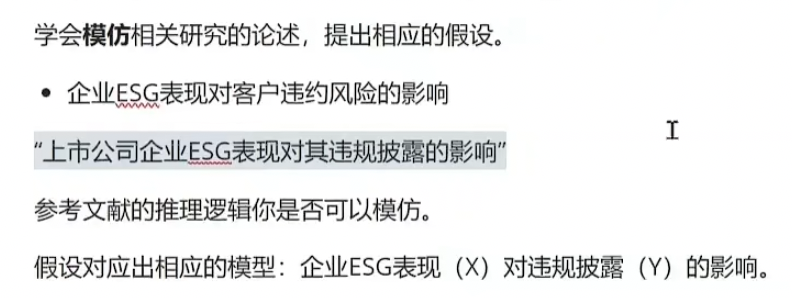 学会模仿相关研究的论述，提出相应的假设。
• 企业ESG表现对客户违约风险的影响
“上市公司企业ESG表现对其违规披露的影响”
参考文献的推理逻辑你是否可以模仿。
假设对应出相应的模型：企业ESG表现（X）对违规披露（Y）的影响。